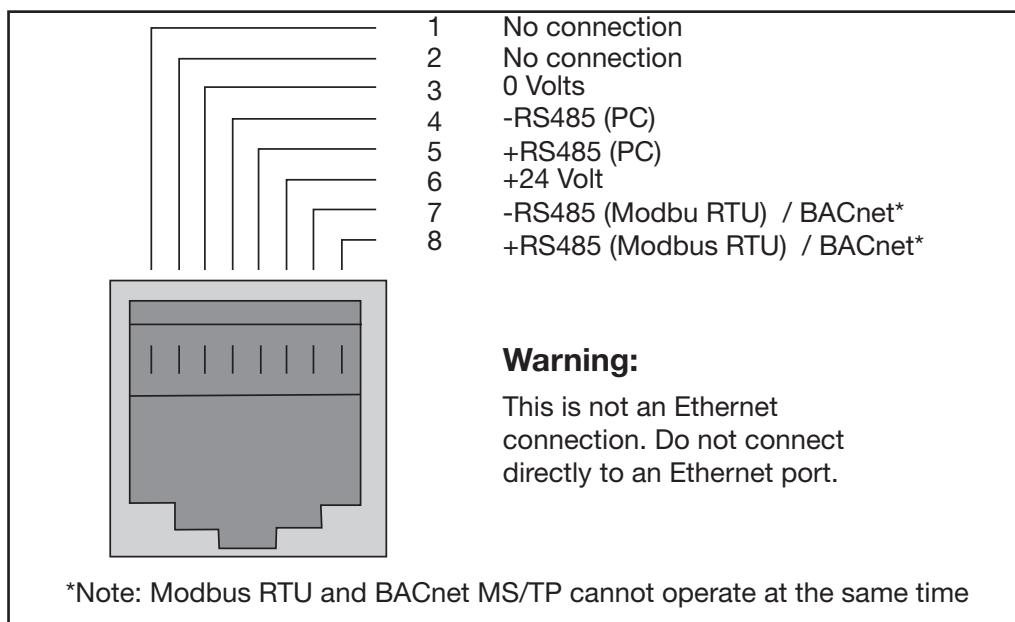 1 No connection
2 No connection
3 0 Volts
4 -RS485 (PC)
5 +RS485 (PC)
6 +24 Volt
7 -RS485 (Modbu RTU) / BACnet*
8 +RS485 (Modbus RTU) / BACnet*
Warning:
This is not an Ethernet
connection. Do not connect
directly to an Ethernet port.
*Note: Modbus RTU and BACnet MS/TP cannot operate at the same time